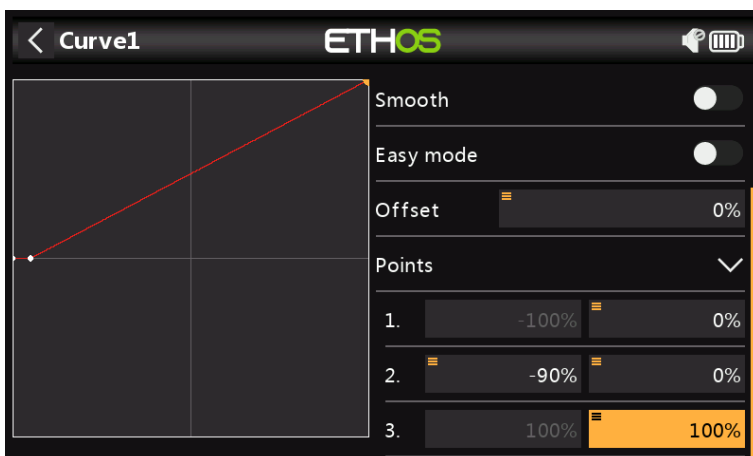 Curve1 ETHOS
Smooth
Easy mode
Offset 0%
Points
1. -100% 0%
2. -90% 0%
3. 100% 100%